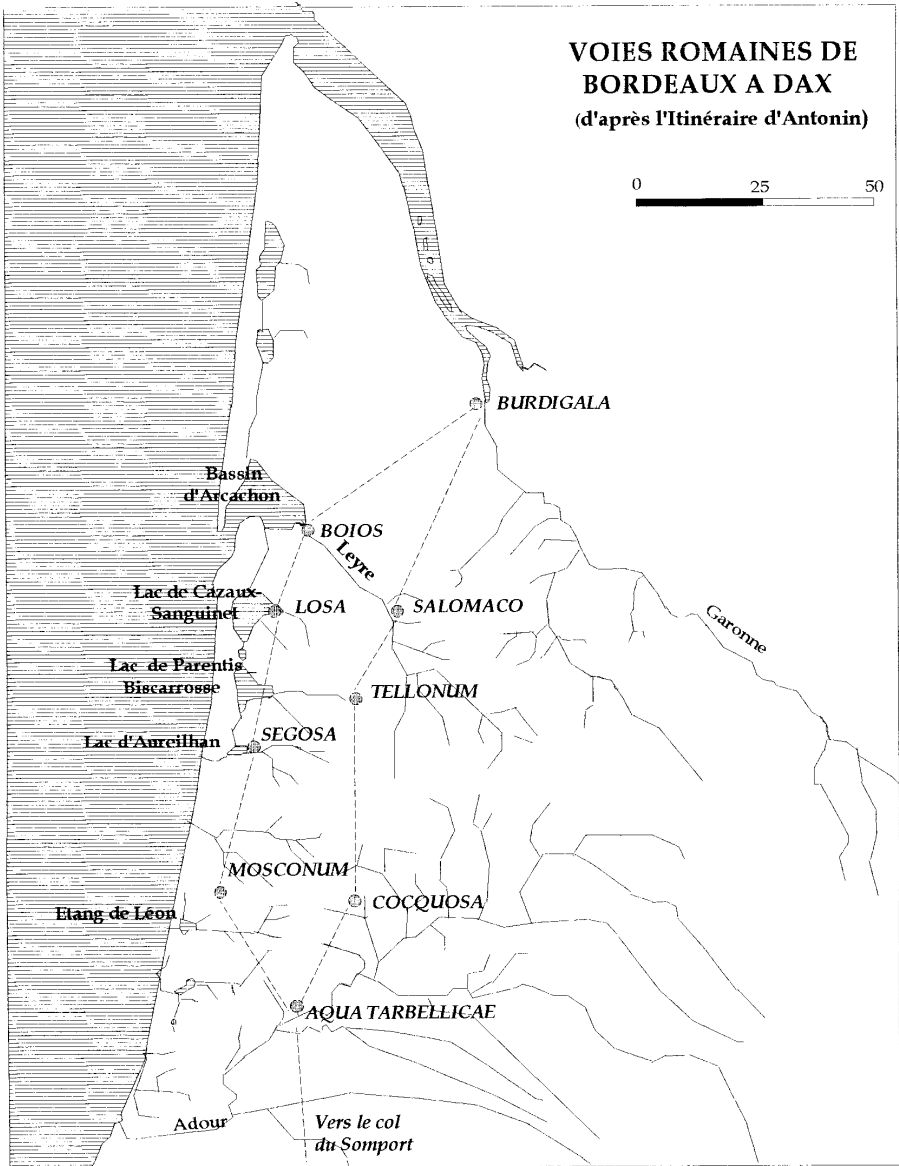 VOIES ROMAINES DE
BORDEAUX A DAX
(d'après l'Itinéraire d'Antonin)
0 25 50
BURDIGALA
Bassin
d'Arcachon
BOIOS
Leyre
Lac de Cazaux-
Sanguinet
LOSA
SALOMACO
Garonne
Lac de Parentis
Biscarrosse
TELLONUM
SEGOSA
Lac d'Aureilhan
MOSCONUM
COCQUOSA
Etang de Léon
AQUA TARBELLICAE
Adour
Vers le col
du Somport